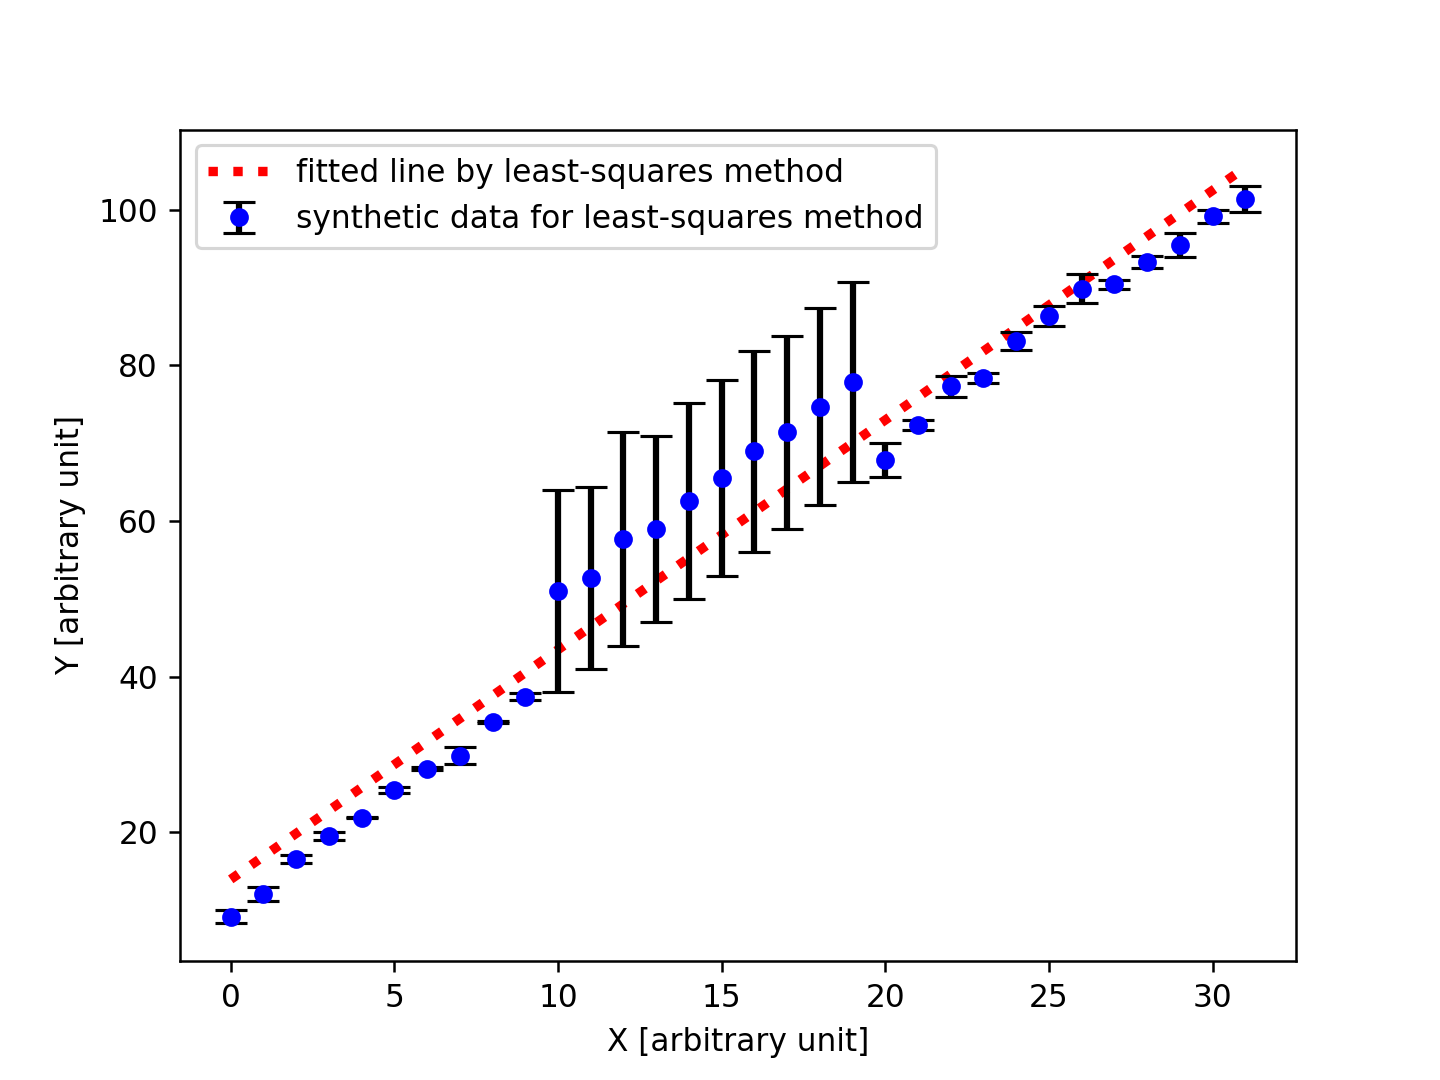 fitted line by least-squares method
synthetic data for least-squares method
100
80
60
40
20
Y [arbitrary unit]
0 5 10 15 20 25 30
X [arbitrary unit]